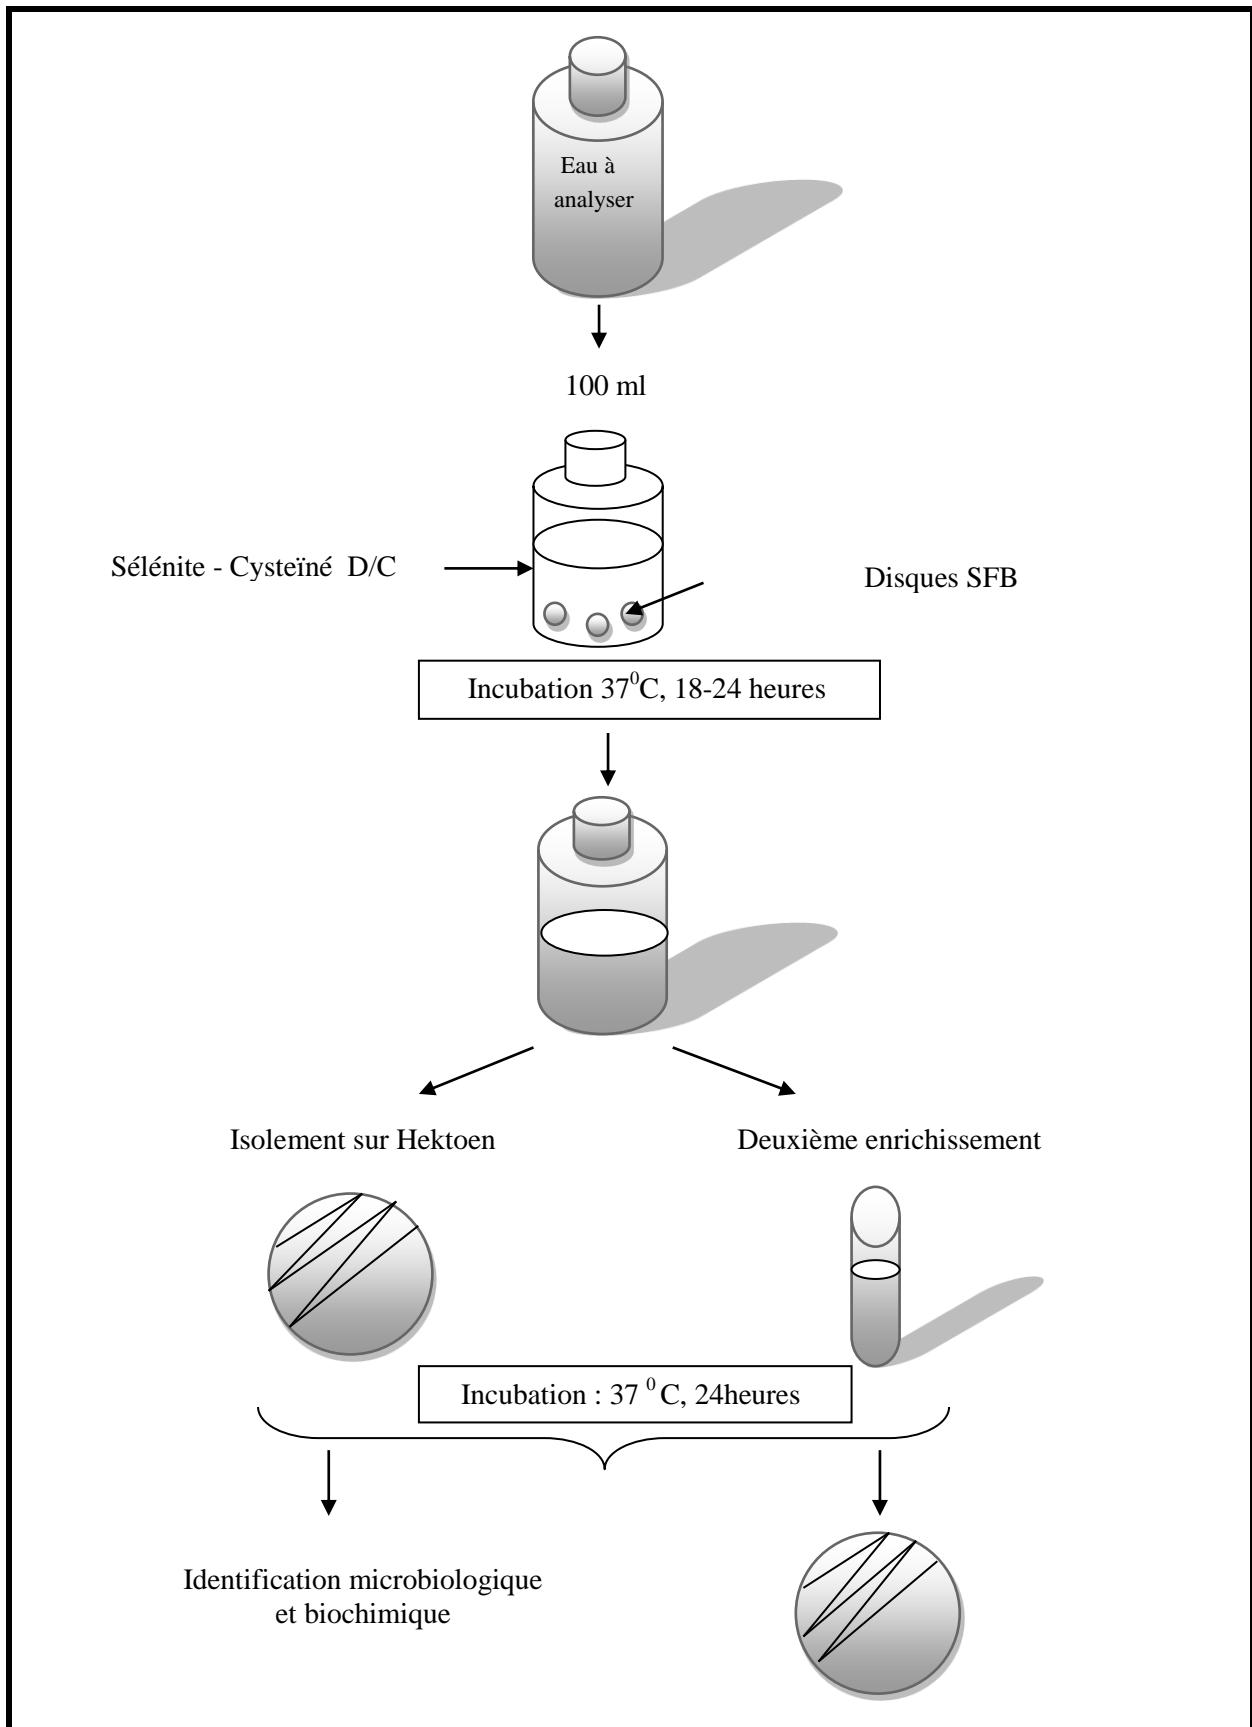 Eau à
analyser
100 ml
Sélénite - Cysteïné D/C
Disques SFB
Incubation 37⁰C, 18-24 heures
Isolement sur Hektoen
Deuxième enrichissement
Incubation : 37 ⁰ C, 24heures
Identification microbiologique
et biochimique